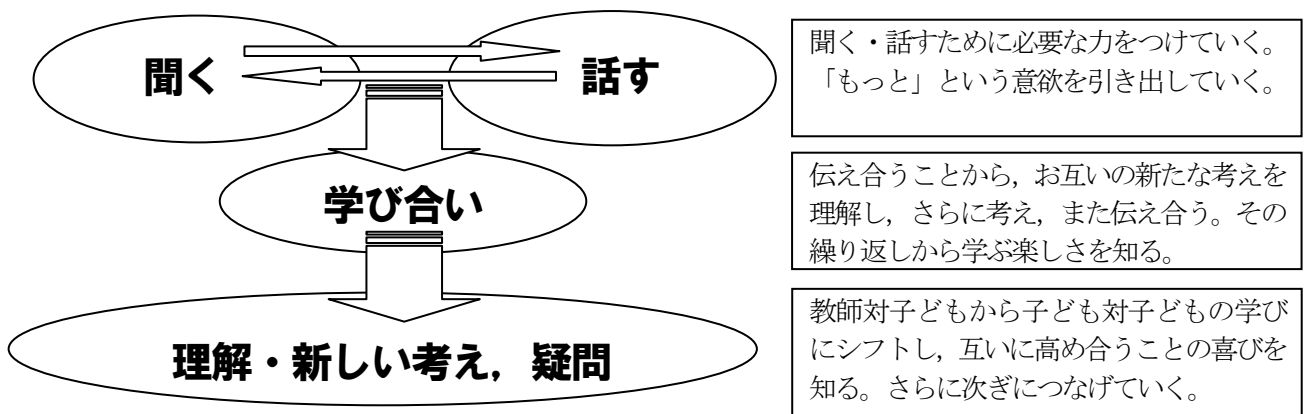 聞く
話す
聞く・話すために必要な力をつけていく。
「もっと」という意欲を引き出していく。
学び合い
伝え合うことから，お互いの新たな考えを
理解し，さらに考え，また伝え合う。その
繰り返しから学ぶ楽しさを知る。
理解・新しい考え，疑問
教師対子どもから子ども対子どもの学び
にシフトし，互いに高め合うことの喜びを
知る。さらに次ぎにつなげていく。